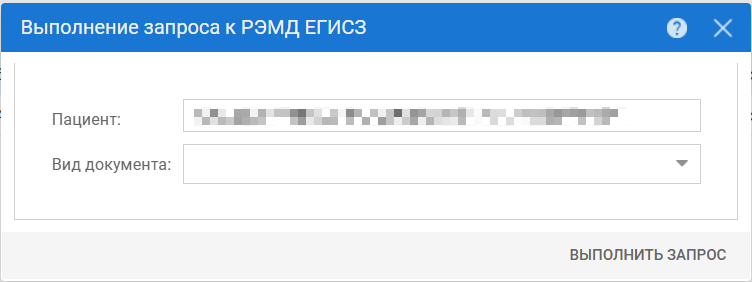 Выполнение запроса к РЭМД ЕГИСЗ ?
Пациент:
Вид документа:
ВЫПОЛНИТЬ ЗАПРОС